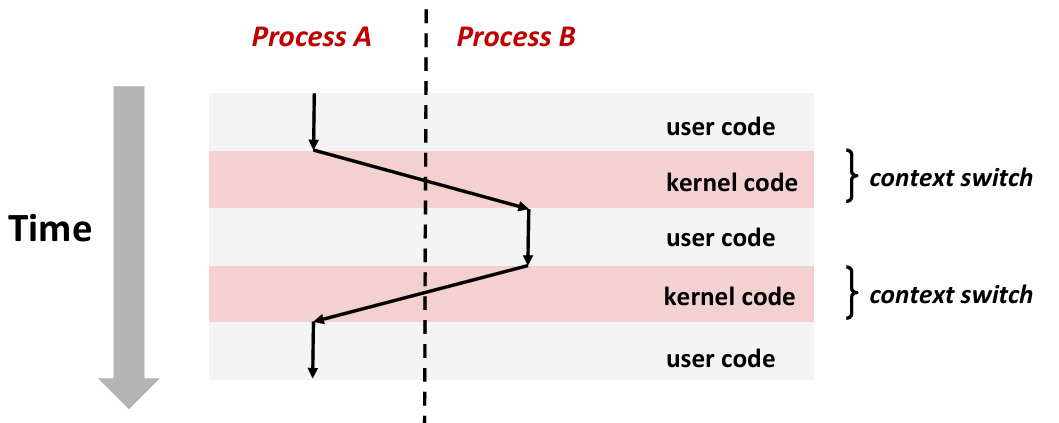 Process A
Process B
user code
kernel code
context switch
Time
user code
kernel code
context switch
user code